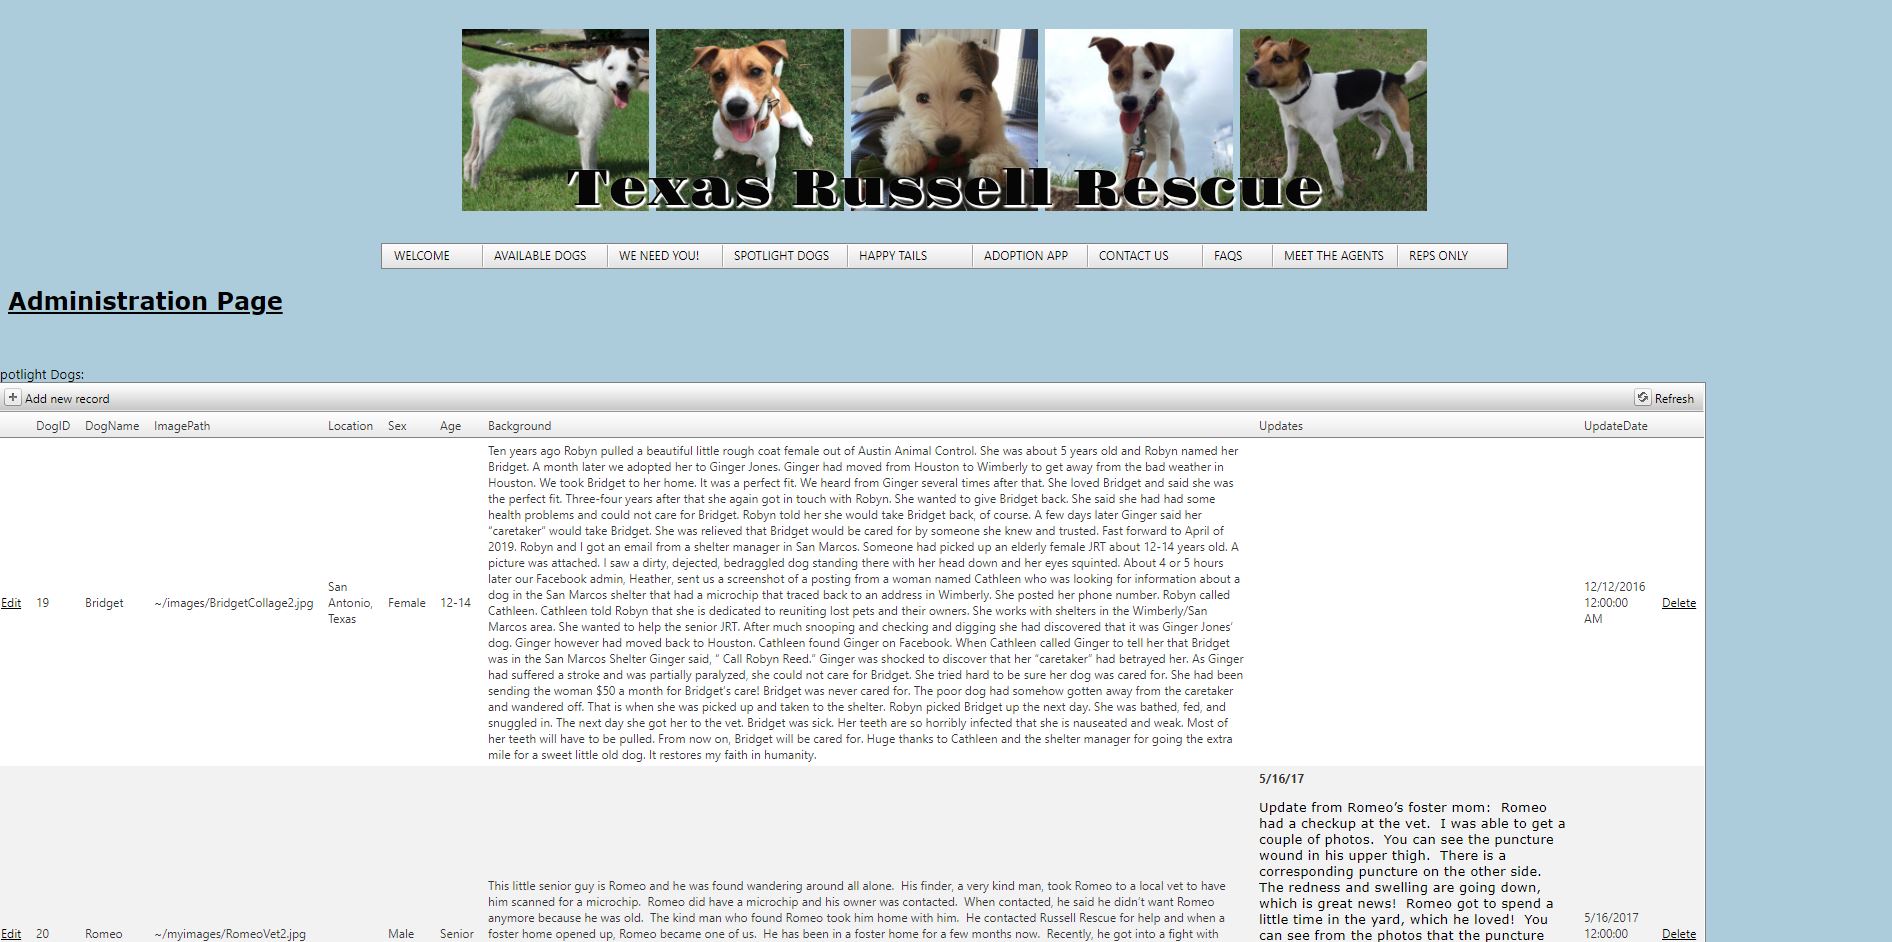 Texas Russell Rescue
WELCOME AVAILABLE DOGS WE NEED YOU! SPOTLIGHT DOGS HAPPY TAILS ADOPTION APP CONTACT US FAQS MEET THE AGENTS REPS ONLY
Administration Page
potlight Dogs:
Add new record Refresh
DogID DogName ImagePath Location Sex Age Background Updates UpdateDate
Edit 19 Bridget ~/images/BridgetCollage2.jpg
San
Antonio,
Texas
Female 12-14
Ten years ago Robyn pulled a beautiful little rough coat female out of Austin Animal Control. She was about 5 years old and Robyn named her
Bridget. A month later we adopted her to Ginger Jones. Ginger had moved from Houston to Wimberly to get away from the bad weather in
Houston. We took Bridget to her home. It was a perfect fit. We heard from Ginger several times after that. She loved Bridget and said she was
the perfect fit. Three-four years after that she again got in touch with Robyn. She wanted to give Bridget back. She said she had had some
health problems and could not care for Bridget. Robyn told her she would take Bridget back, of course. A few days later Ginger said her
“caretaker” would take Bridget. She was relieved that Bridget would be cared for by someone she knew and trusted. Fast forward to April of
2019. Robyn and I got an email from a shelter manager in San Marcos. Someone had picked up an elderly female JRT about 12-14 years old. A
picture was attached. I saw a dirty, dejected, bedraggled dog standing there with her head down and her eyes squinted. About 4 or 5 hours
later our Facebook admin, Heather, sent us a screenshot of a posting from a woman named Cathleen who was looking for information about a
dog in the San Marcos shelter that had a microchip that traced back to an address in Wimberly. She posted her phone number. Robyn called
Cathleen. Cathleen told Robyn that she is dedicated to reuniting lost pets and their owners. She works with shelters in the Wimberly/San
Marcos area. She wanted to help the senior JRT. After much snooping and checking and digging she had discovered that it was Ginger Jones’
dog. Ginger however had moved back to Houston. Cathleen found Ginger on Facebook. When Cathleen called Ginger to tell her that Bridget
was in the San Marcos Shelter Ginger said, “ Call Robyn Reed.” Ginger was shocked to discover that her “caretaker” had betrayed her. As Ginger
had suffered a stroke and was partially paralyzed, she could not care for Bridget. She tried hard to be sure her dog was cared for. She had been
sending the woman $50 a month for Bridget’s care! Bridget was never cared for. The poor dog had somehow gotten away from the caretaker
and wandered off. That is when she was picked up and taken to the shelter. Robyn picked Bridget up the next day. She was bathed, fed, and
snuggled in. The next day she got her to the vet. Bridget was sick. Her teeth are so horribly infected that she is nauseated and weak. Most of
her teeth will have to be pulled. From now on, Bridget will be cared for. Huge thanks to Cathleen and the shelter manager for going the extra
mile for a sweet little old dog. It restores my faith in humanity.
12/12/2016
12:00:00
AM
Delete
Edit 20 Romeo ~/myimages/RomeoVet2.jpg Male Senior
This little senior guy is Romeo and he was found wandering around all alone. His finder, a very kind man, took Romeo to a local vet to have
him scanned for a microchip. Romeo did have a microchip and his owner was contacted. When contacted, he said he didn’t want Romeo
anymore because he was old. The kind man who found Romeo took him home with him. He contacted Russell Rescue for help and when a
foster home opened up, Romeo became one of us. He has been in a foster home for a few months now. Recently, he got into a fight with
5/16/17
Update from Romeo’s foster mom: Romeo
had a checkup at the vet. I was able to get a
couple of photos. You can see the puncture
wound in his upper thigh. There is a
corresponding puncture on the other side.
The redness and swelling are going down,
which is great news! Romeo got to spend a
little time in the yard, which he loved! You
can see from the photos that the puncture
5/16/2017
12:00:00
Delete